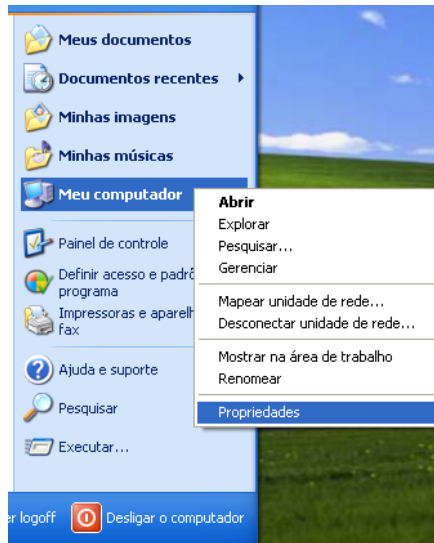 Meus documentos
Documentos recentes
Minhas imagens
Minhas músicas
Meu computador
Abrir
Explorar
Pesquisar...
Gerenciar
Mapear unidade de rede...
Desconectar unidade de rede...
Mostrar na área de trabalho
Renomear
Propriedades
Painel de controle
Definir acesso e padrõ
programa
Impressoras e aparelh
fax
Ajuda e suporte
Pesquisar
Executar...
er logoff
Desligar o computador